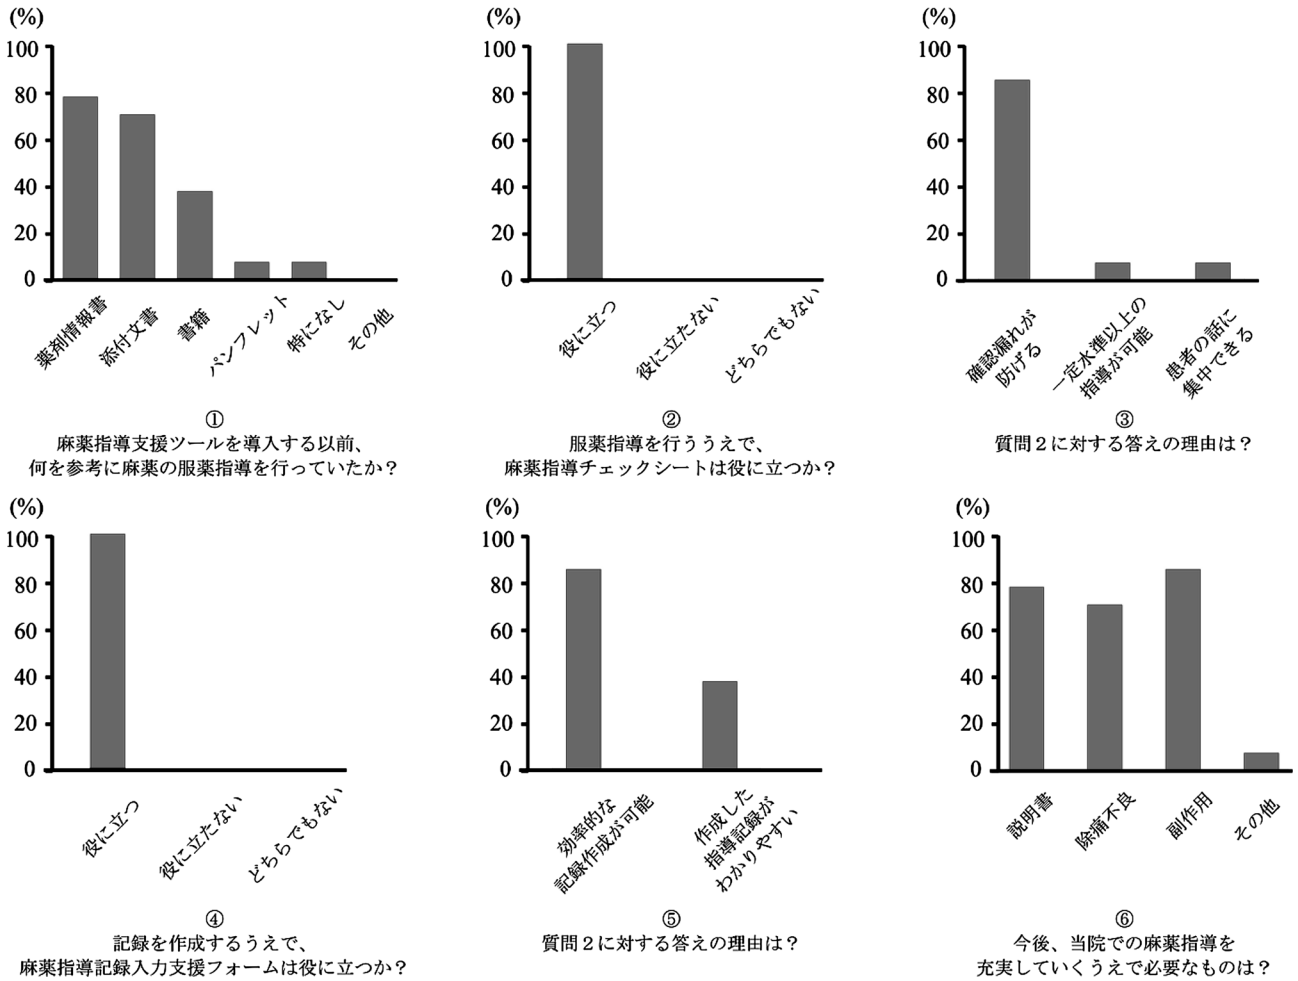 (%)
100
80
60
40
20
0
薬剤情報書
添付文書
書籍
パンフレット
特になし
その他
①
麻薬指導支援ツールを導入する以前、
何を参考に麻薬の服薬指導を行っていたか？
(%)
100
80
60
40
20
0
役に立つ
役に立たない
どちらでもない
②
服薬指導を行ううえで、
麻薬指導チェックシートは役に立つか？
(%)
100
80
60
40
20
0
確認漏れが
防げる
一定水準以上の
指導が可能
患者の話に
集中できる
③
質問２に対する答えの理由は？
(%)
100
80
60
40
20
0
役に立つ
役に立たない
どちらでもない
④
記録を作成するうえで、
麻薬指導記録入力支援フォームは役に立つか？
(%)
100
80
60
40
20
0
効率的な
記録作成が可能
作成した
指導記録が
わかりやすい
⑤
質問２に対する答えの理由は？
(%)
100
80
60
40
20
0
説明書
除痛不良
副作用
その他
⑥
今後、当院での麻薬指導を
充実していくうえで必要なものは？